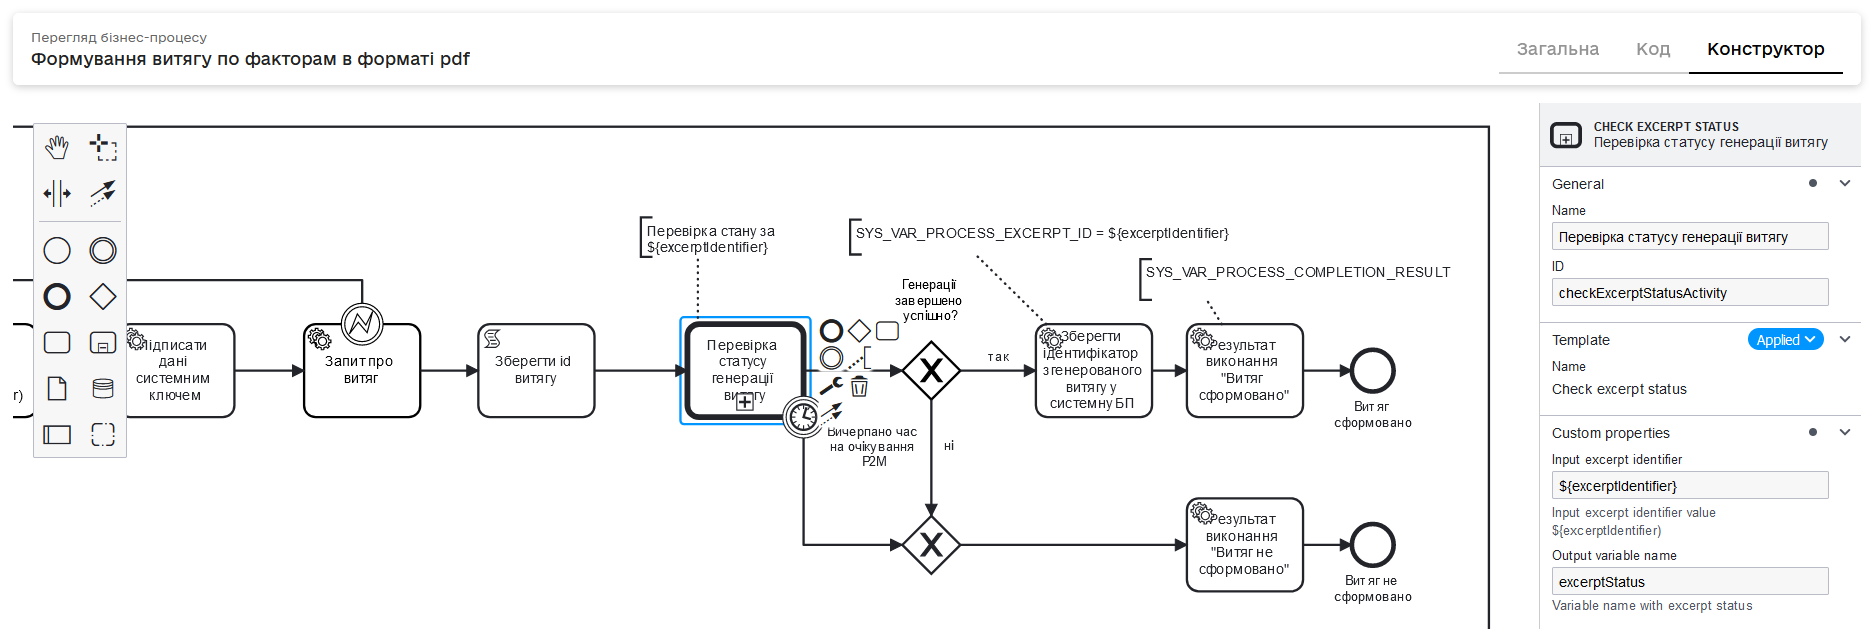 Перегляд бізнес-процесу
Формування витягу по факторам в форматі pdf
Загальна
Код
Конструктор
r)
Підписати
дані
системним
ключем
Запит про
витяг
Зберегти id
витягу
Перевірка стану за
${excerptIdentifier}
Перевірка
статусу
генерації
витягу
Вичерпано час
на очікування
P2M
Генерації
завершено
успішно?
так
ні
SYS_VAR_PROCESS_EXCERPT_ID = ${excerptIdentifier}
SYS_VAR_PROCESS_COMPLETION_RESULT
Зберегти
ідентифікатор
згенерованого
витягу у
системну БП
Результат
виконання
"Витяг
сформовано"
Витяг
сформовано
Результат
виконання
"Витяг не
сформовано"
Витяг не
сформовано
CHECK EXCERPT STATUS
Перевірка статусу генерації витягу
General
Name
Перевірка статусу генерації витягу
ID
checkExcerptStatusActivity
Template
Applied
Name
Check excerpt status
Custom properties
Input excerpt identifier
${excerptIdentifier}
Input excerpt identifier value
${excerptIdentifier)
Output variable name
excerptStatus
Variable name with excerpt status